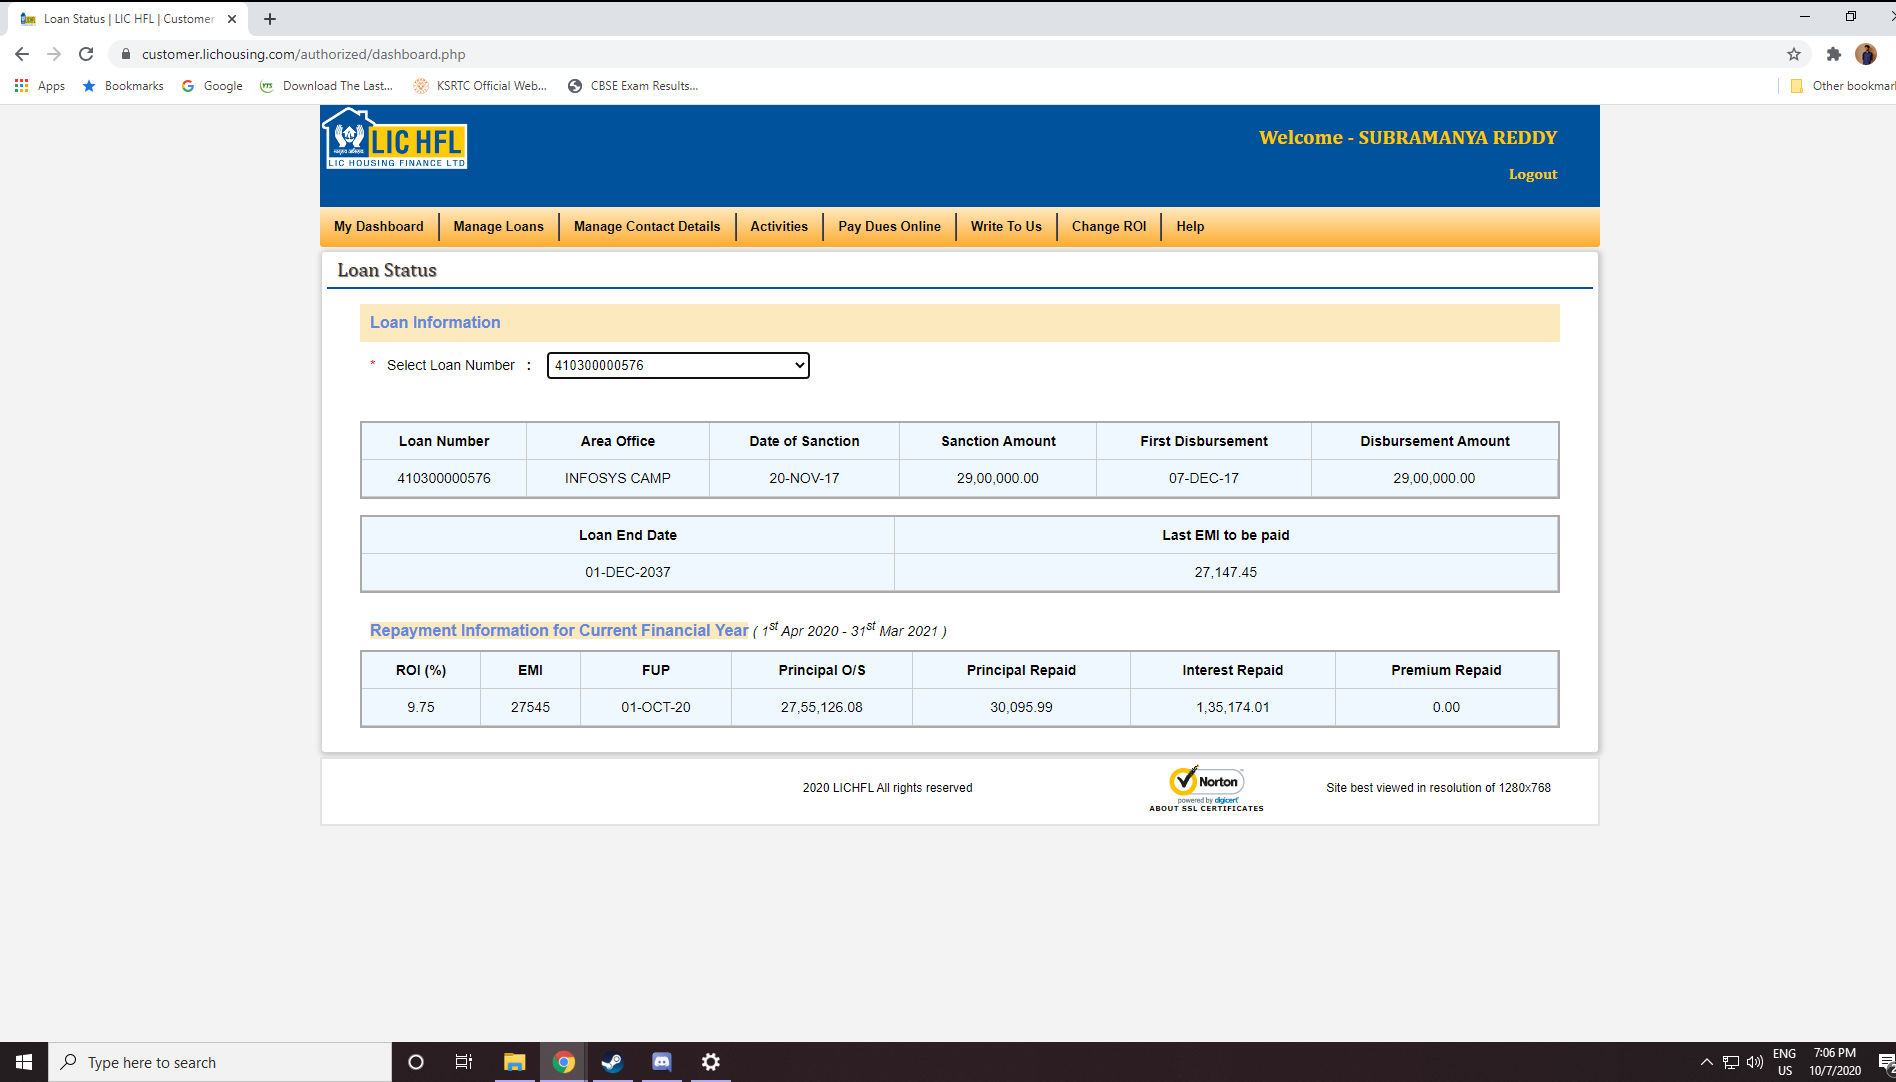 Loan Status | LIC HFL | Customer
customer.lichousing.com/authorized/dashboard.php
Apps Bookmarks Google Download The Last... KSRTC Official Web... CBSE Exam Results... Other bookmar
LIC HFL
LIC HOUSING FINANCE LTD
Welcome - SUBRAMANYA REDDY
Logout
My Dashboard Manage Loans Manage Contact Details Activities Pay Dues Online Write To Us Change ROI Help
Loan Status
Loan Information
* Select Loan Number : 410300000576
Loan Number Area Office Date of Sanction Sanction Amount First Disbursement Disbursement Amount
410300000576 INFOSYS CAMP 20-NOV-17 29,00,000.00 07-DEC-17 29,00,000.00
Loan End Date Last EMI to be paid
01-DEC-2037 27,147.45
Repayment Information for Current Financial Year ( 1st Apr 2020 - 31st Mar 2021 )
ROI (%) EMI FUP Principal O/S Principal Repaid Interest Repaid Premium Repaid
9.75 27545 01-OCT-20 27,55,126.08 30,095.99 1,35,174.01 0.00
2020 LICHFL All rights reserved
Norton
powered by digicert
ABOUT SSL CERTIFICATES
Site best viewed in resolution of 1280x768
Type here to search
ENG
US
7:06 PM
10/7/2020